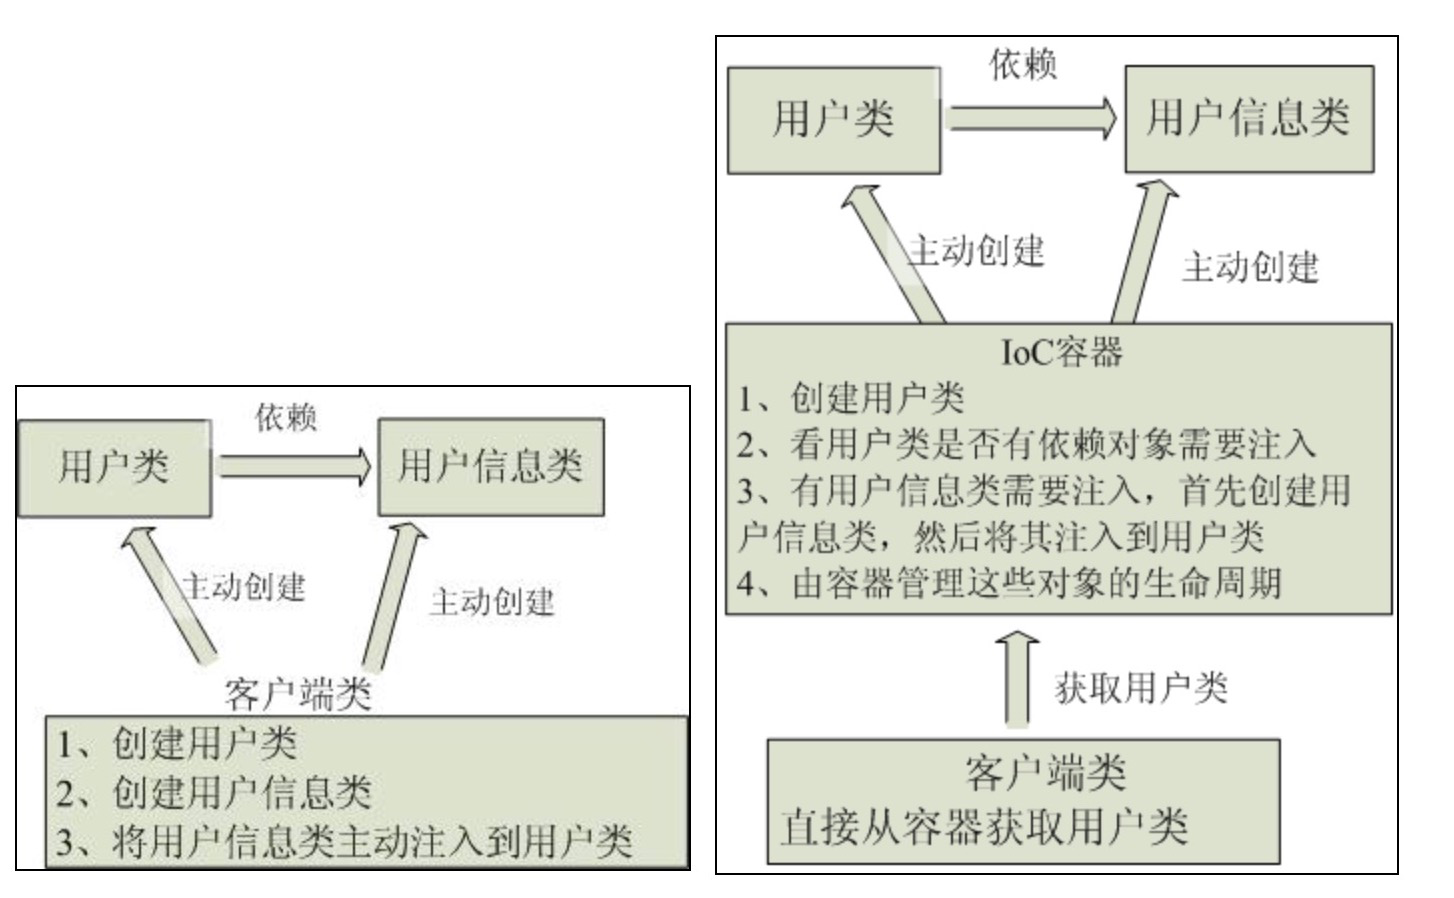 依赖
用户类
用户信息类
主动创建
主动创建
客户端类
1、创建用户类
2、创建用户信息类
3、将用户信息类主动注入到用户类
依赖
用户类
用户信息类
主动创建
主动创建
IoC容器
1、创建用户类
2、看用户类是否有依赖对象需要注入
3、有用户信息类需要注入，首先创建用
户信息类，然后将其注入到用户类
4、由容器管理这些对象的生命周期
获取用户类
客户端类
直接从容器获取用户类